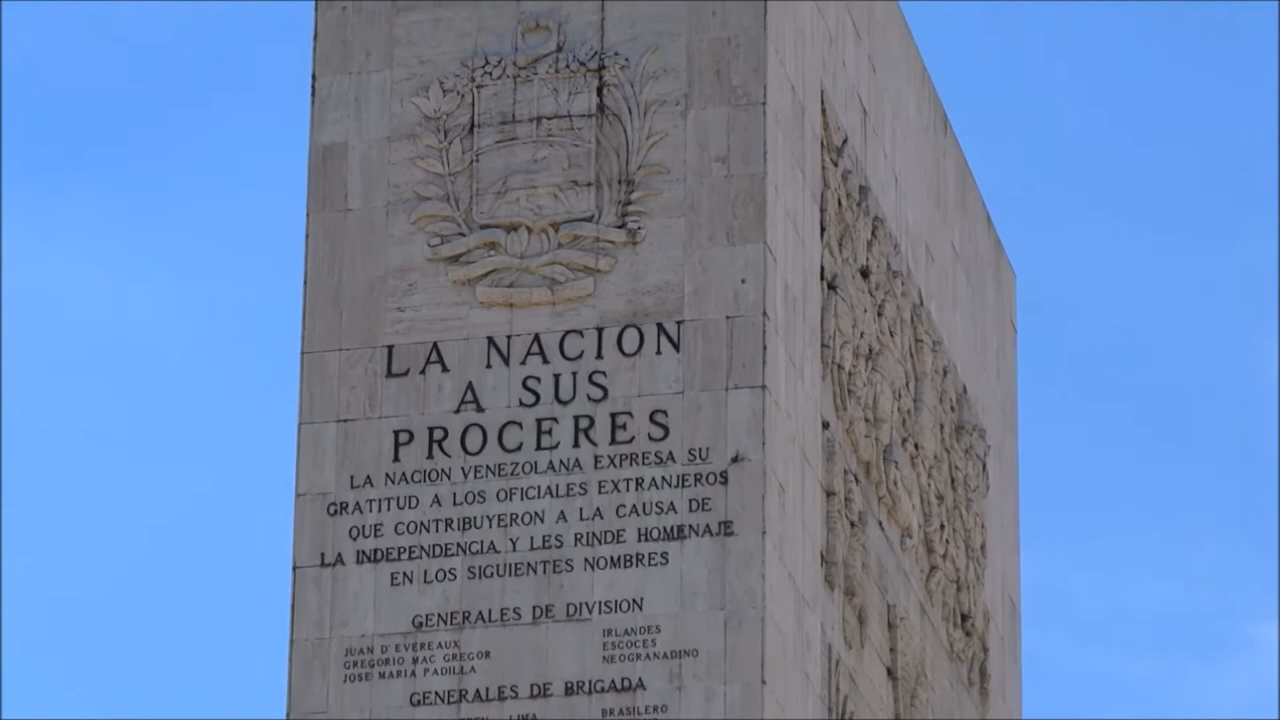 LA NACION
A SUS
PROCERES
LA NACION VENEZOLANA EXPRESA SU
GRATITUD A LOS OFICIALES EXTRANJEROS
QUE CONTRIBUYERON A LA CAUSA DE
LA INDEPENDENCIA Y LES RINDE HOMENAJE
EN LOS SIGUIENTES NOMBRES
GENERALES DE DIVISION
JUAN D'EVEREAUX IRLANDES
GREGORIO MAC GREGOR ESCOCES
JOSE MARIA PADILLA NEOGRANADINO
GENERALES DE BRIGADA
LIMA BRASILERO